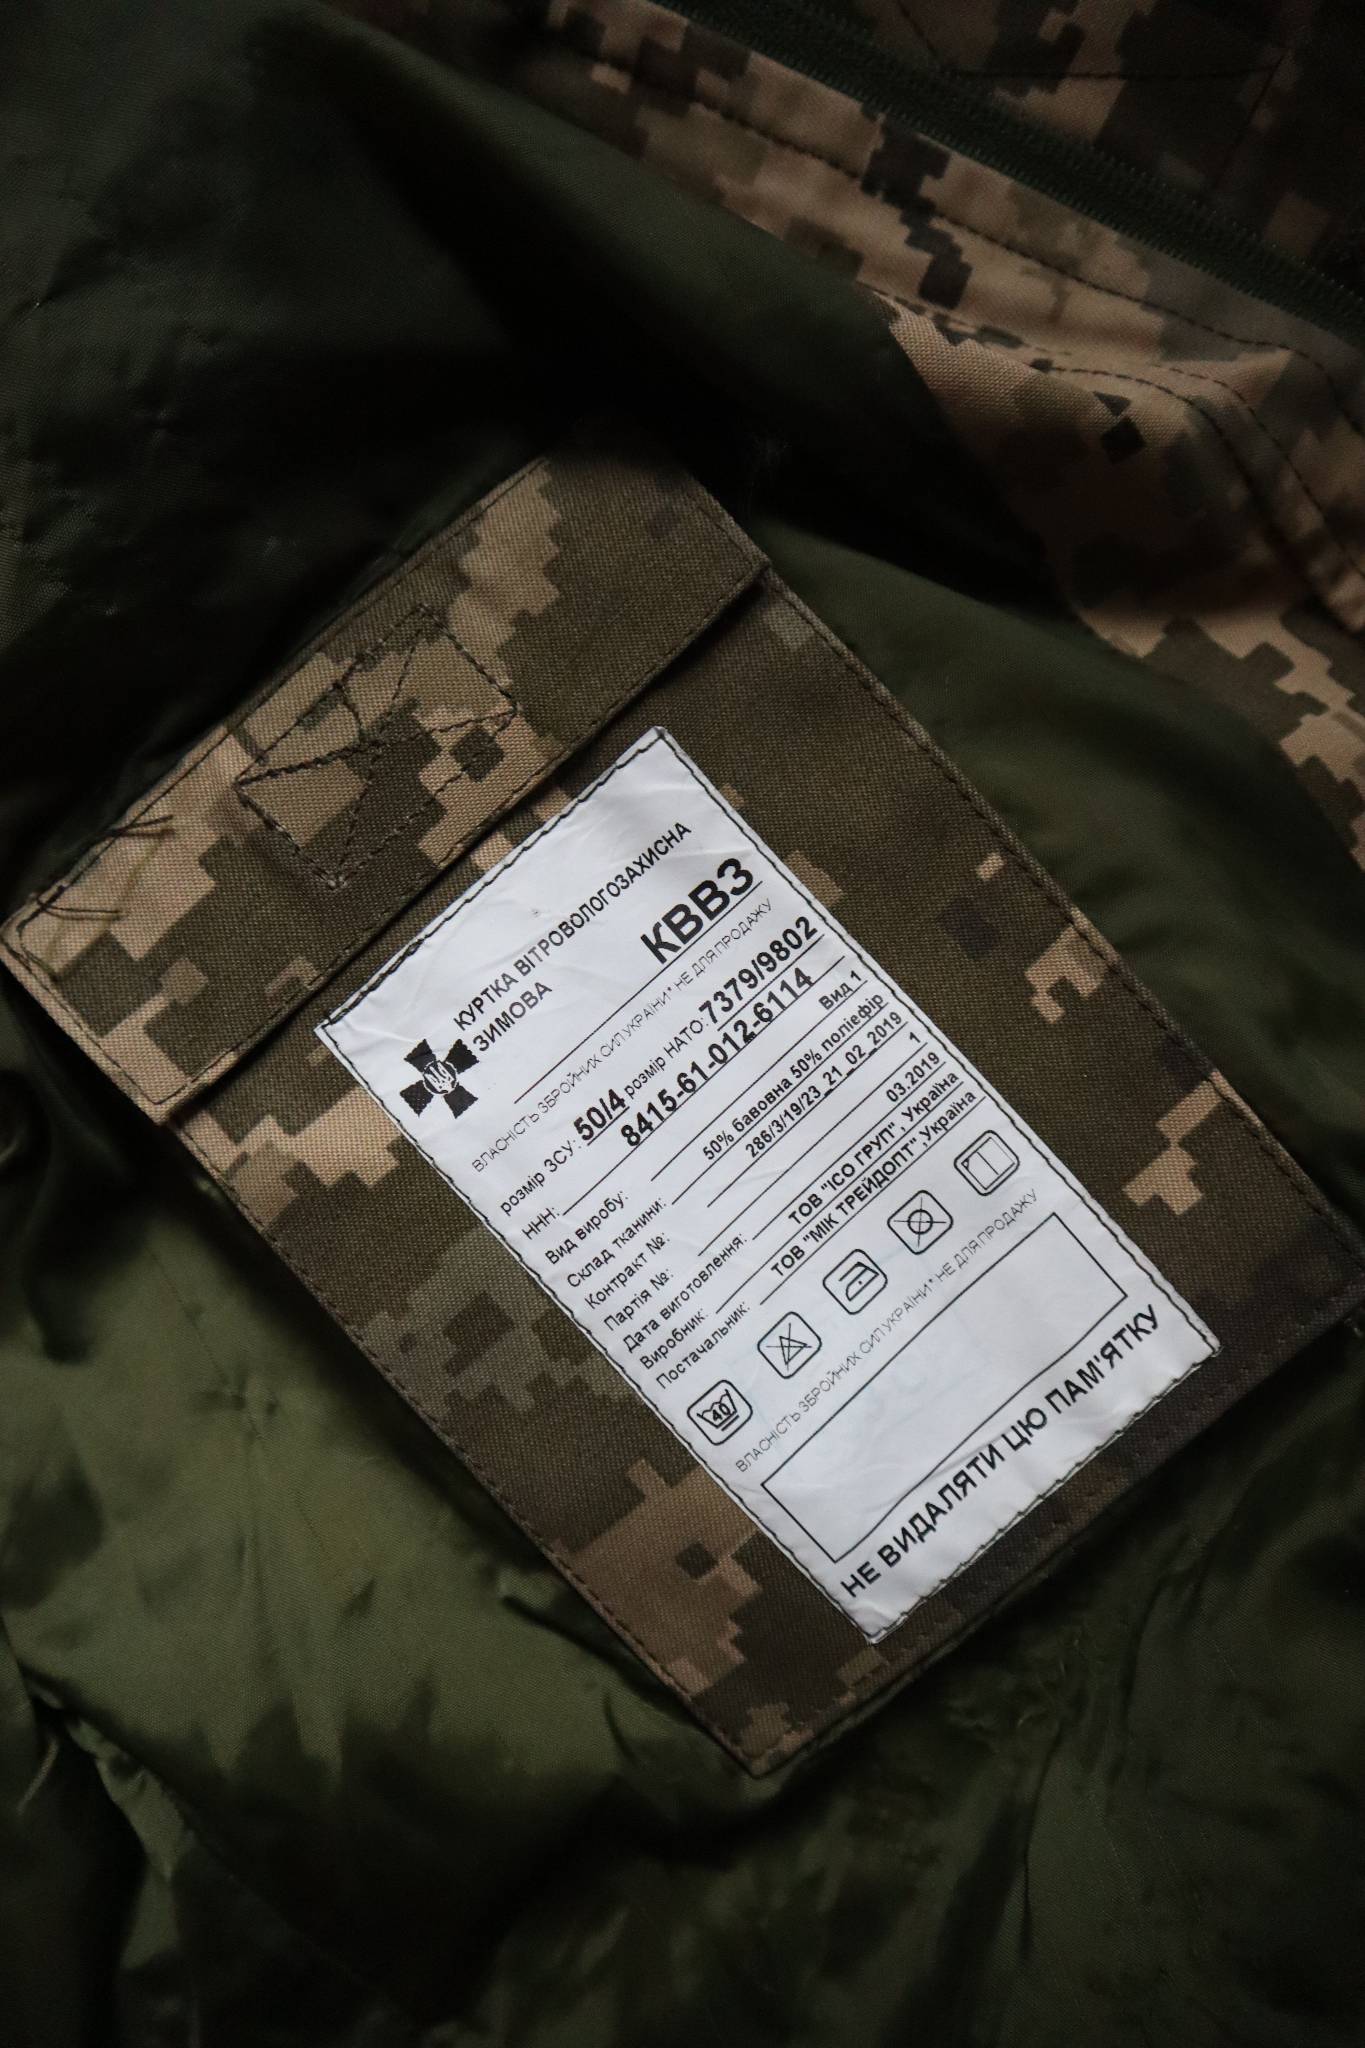 КУРТКА ВІТРОВОЛОГОЗАХИСНА
ЗИМОВА
КВВЗ
ВЛАСНІСТЬ ЗБРОЙНИХ СИЛ УКРАЇНИ * НЕ ДЛЯ ПРОДАЖУ
розмір ЗСУ: 50/4 розмір НАТО: 7379/9802
ННН: 8415-61-012-6114
Вид виробу: Вид 1
Склад тканини: 50% бавовна 50% поліефір
Контракт №: 286/3/19/23_21_02_2019
Партія №: 1
Дата виготовлення: 03.2019
Виробник: ТОВ "ІСО ГРУП", Україна
Постачальник: ТОВ "МІК ТРЕЙДОПТ",Україна
40
ВЛАСНІСТЬ ЗБРОЙНИХ СИЛ УКРАЇНИ * НЕ ДЛЯ ПРОДАЖУ
НЕ ВИДАЛЯТИ ЦЮ ПАМ'ЯТКУ